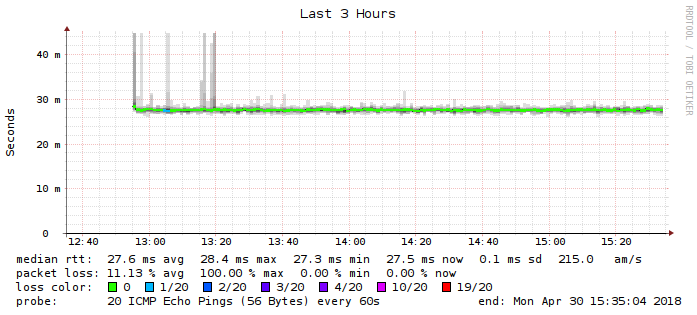 Last 3 Hours
RRDTOOL / TOBI OETIKER
Seconds
40 m
30 m
20 m
10 m
0
12:40 13:00 13:20 13:40 14:00 14:20 14:40 15:00 15:20
median rtt: 27.6 ms avg 28.4 ms max 27.3 ms min 27.5 ms now 0.1 ms sd 215.0 am/s
packet loss: 11.13 % avg 100.00 % max 0.00 % min 0.00 % now
loss color: 0 1/20 2/20 3/20 4/20 10/20 19/20
probe: 20 ICMP Echo Pings (56 Bytes) every 60s end: Mon Apr 30 15:35:04 2018